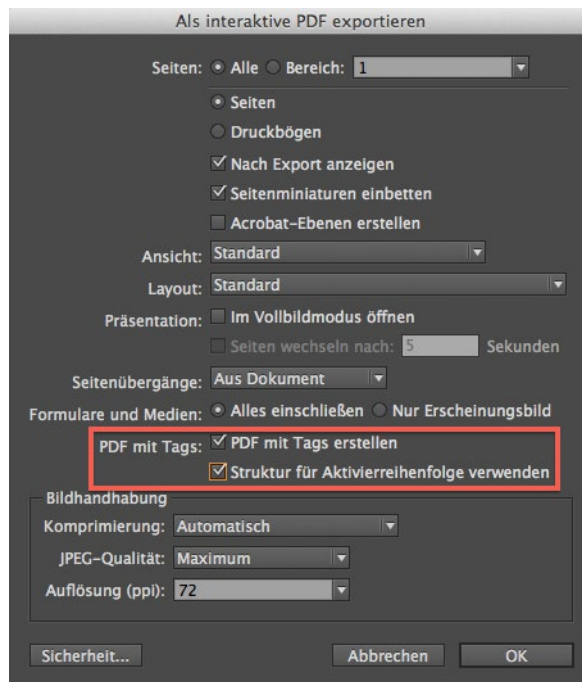 Als interaktive PDF exportieren
Seiten: Alle Bereich: 1
Seiten
Druckbögen
Nach Export anzeigen
Seitenminiaturen einbetten
Acrobat-Ebenen erstellen
Ansicht: Standard
Layout: Standard
Präsentation: Im Vollbildmodus öffnen
Seiten wechseln nach: 5 Sekunden
Seitenübergänge: Aus Dokument
Formulare und Medien: Alles einschließen Nur Erscheinungsbild
PDF mit Tags: PDF mit Tags erstellen
Struktur für Aktivierreihenfolge verwenden
Bildhandhabung
Komprimierung: Automatisch
JPEG-Qualität: Maximum
Auflösung (ppi): 72
Sicherheit... Abbrechen OK